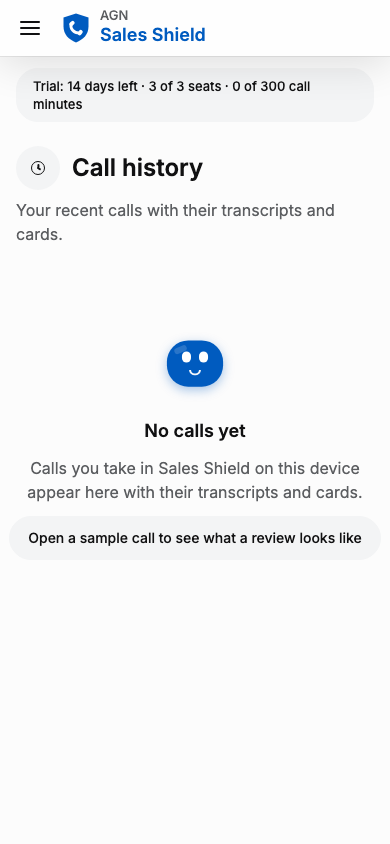 AGN
Sales Shield
Trial: 14 days left · 3 of 3 seats · 0 of 300 call
minutes
Call history
Your recent calls with their transcripts and
cards.
No calls yet
Calls you take in Sales Shield on this device
appear here with their transcripts and cards.
Open a sample call to see what a review looks like